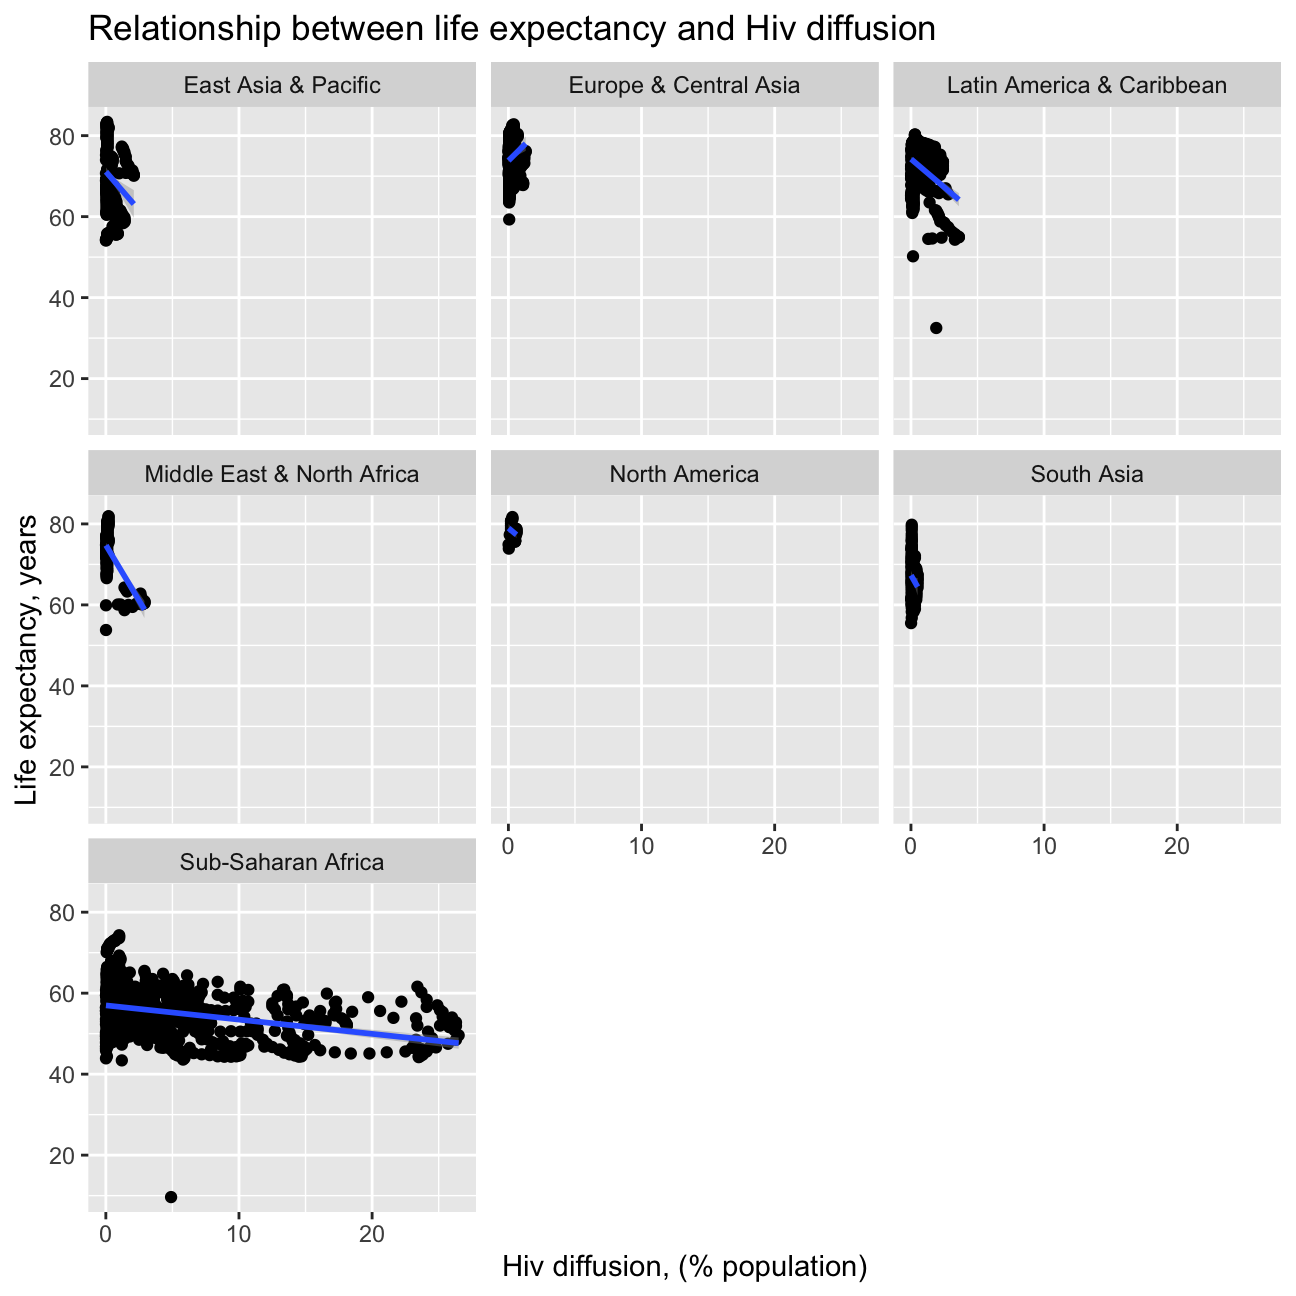 Relationship between life expectancy and Hiv diffusion
East Asia & Pacific
Europe & Central Asia
Latin America & Caribbean
80
60
40
20
Middle East & North Africa
North America
South Asia
80
60
40
20
0 10 20
0 10 20
Sub-Saharan Africa
80
60
40
20
0 10 20
Life expectancy, years
Hiv diffusion, (% population)